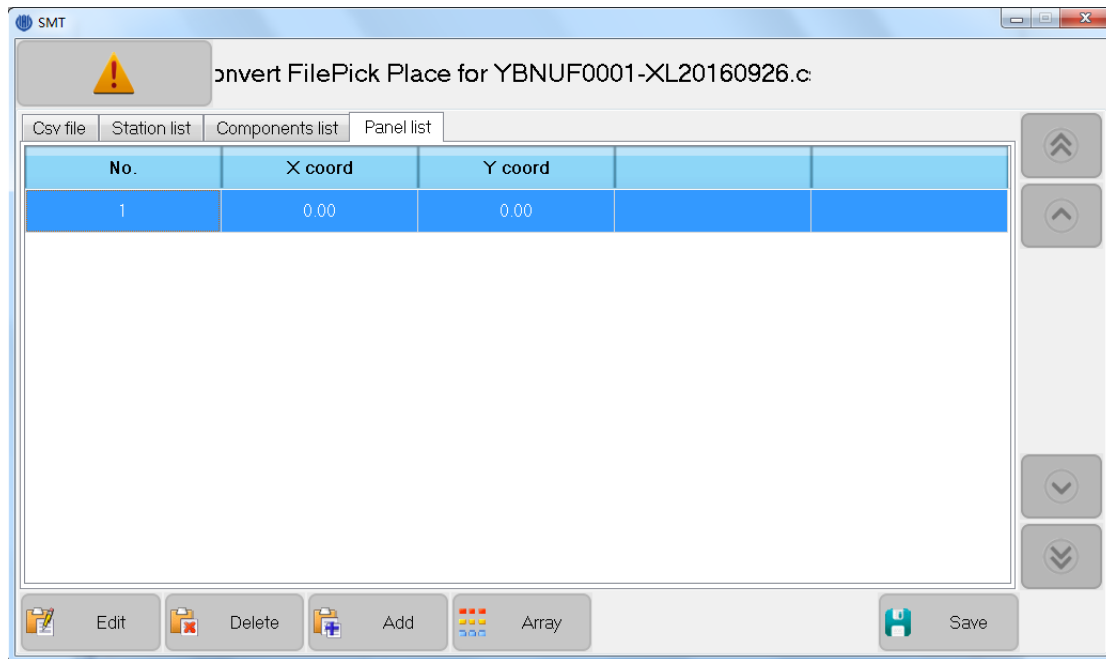 SMT
onvert FilePick Place for YBNUF0001-XL20160926.c
Csv file Station list Components list Panel list
No. X coord Y coord
1 0.00 0.00
Edit Delete Add Array Save